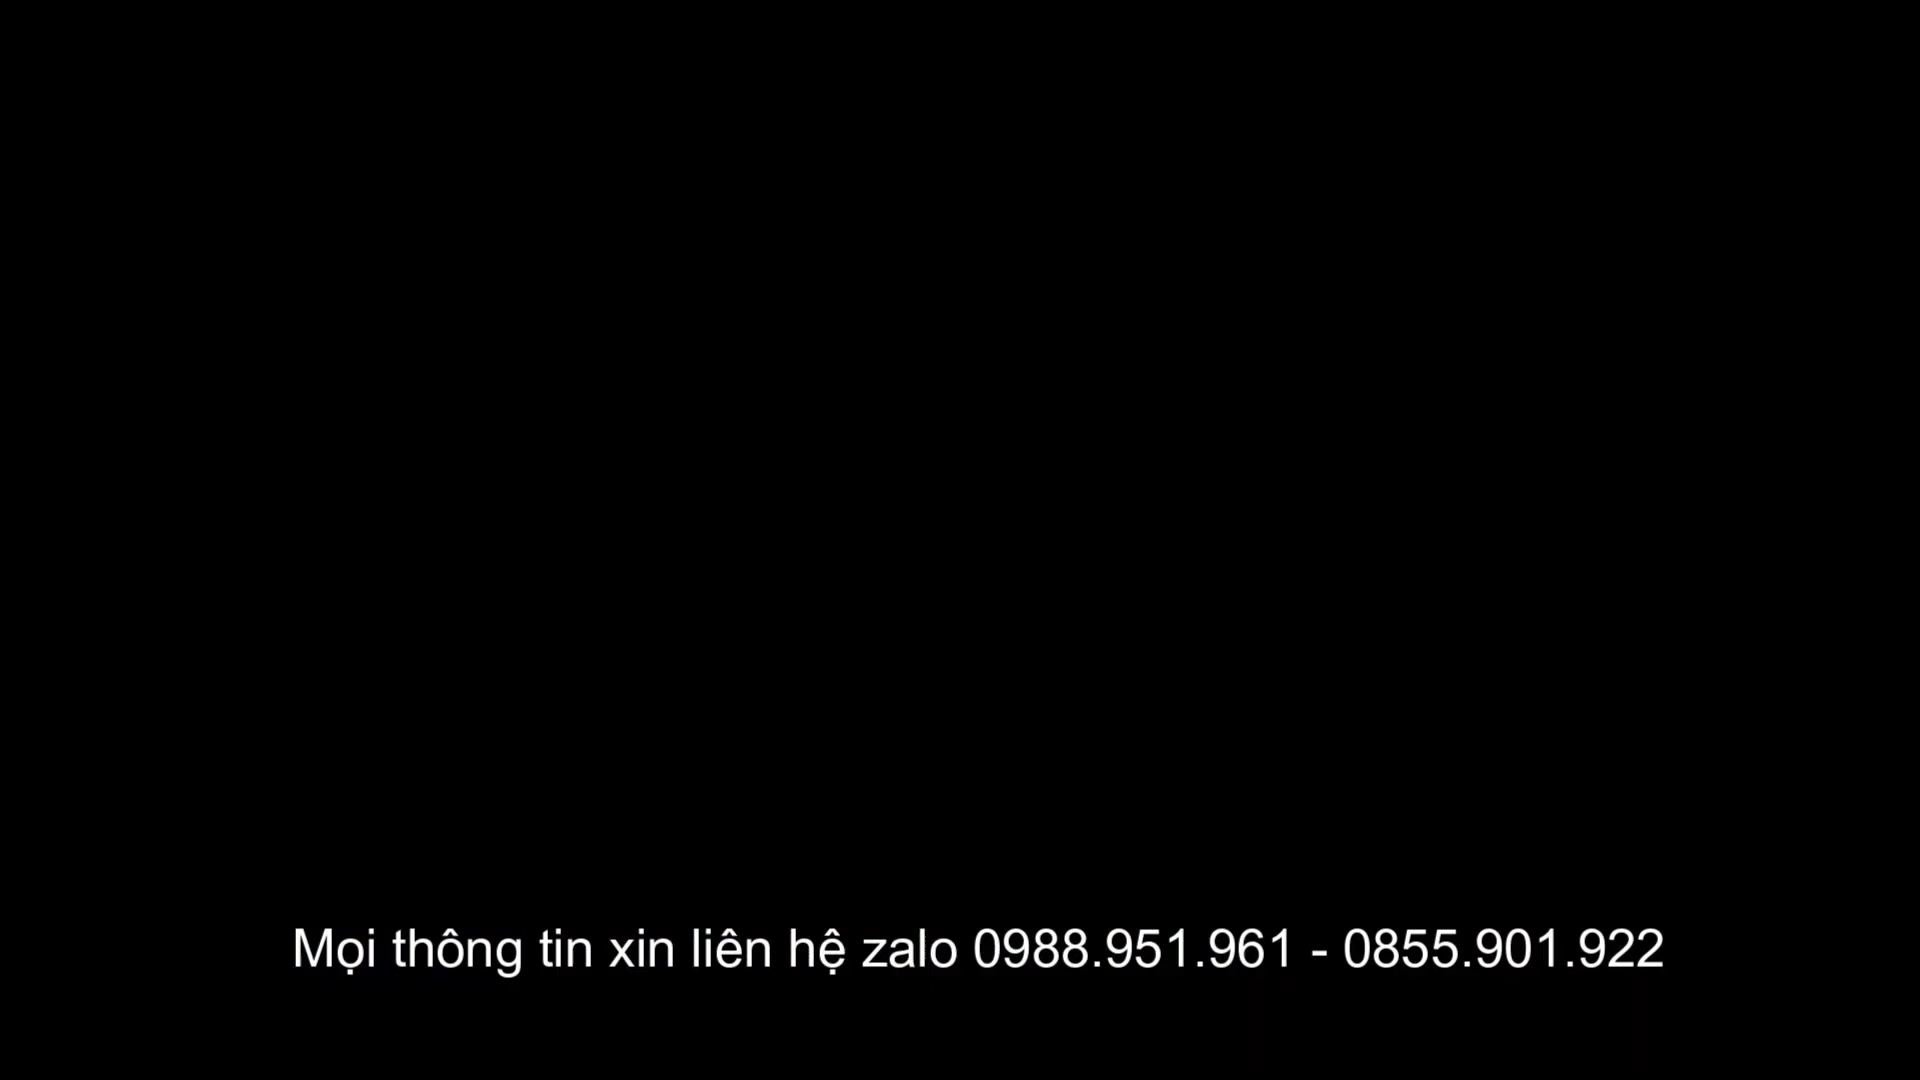 Mọi thông tin xin liên hệ zalo 0988.951.961 - 0855.901.922